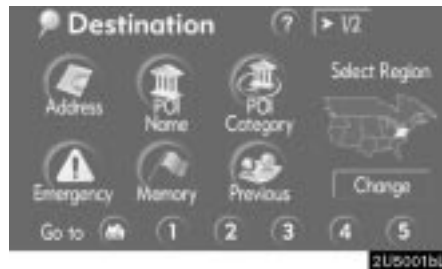 Destination ? > 1/2
Select Region
Address POI Name POI Category
Emergency Memory Previous
Change
Go to 1 2 3 4 5